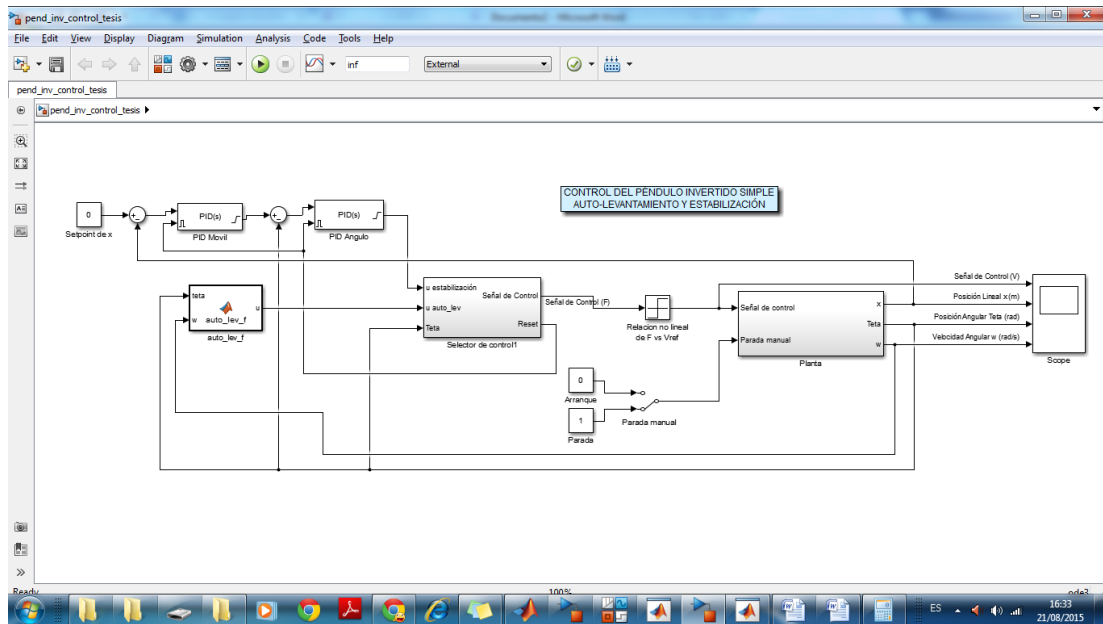 pend_inv_control_tesis
Documento2 - Microsoft Word
File Edit View Display Diagram Simulation Analysis Code Tools Help
inf
External
pend_inv_control_tesis
pend_inv_control_tesis
CONTROL DEL PÉNDULO INVERTIDO SIMPLE
AUTO-LEVANTAMIENTO Y ESTABILIZACIÓN
0
Setpoint de x
PID(s)
PID Movil
PID(s)
PID Angulo
teta
w
u
auto_lev_f
auto_lev_f
u estabilización
u auto_lev
Teta
Señal de Control
Reset
Selector de control1
Señal de Control (F)
Relacion no lineal
de F vs Vref
0
Arranque
1
Parada
Parada manual
Señal de control
Parada manual
x
Teta
w
Planta
Señal de Control (V)
Posición Lineal x(m)
Posición Angular Teta (rad)
Velocidad Angular w (rad/s)
Scope
Ready
100%
ode3
ES
16:33
21/08/2015